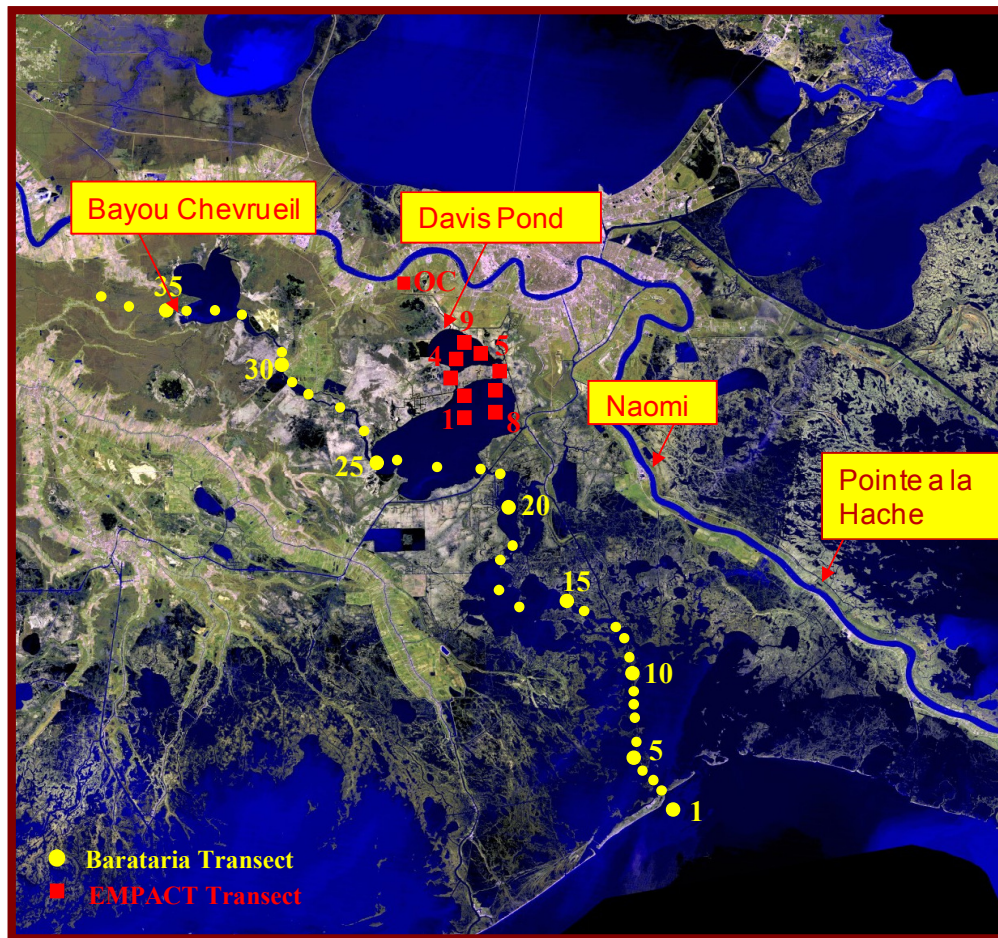 Bayou Chevrueil
Davis Pond
OC
35
9
4
5
30
1
8
Naomi
25
Pointe a la
Hache
20
15
10
5
1
Barataria Transect
EMPACT Transect